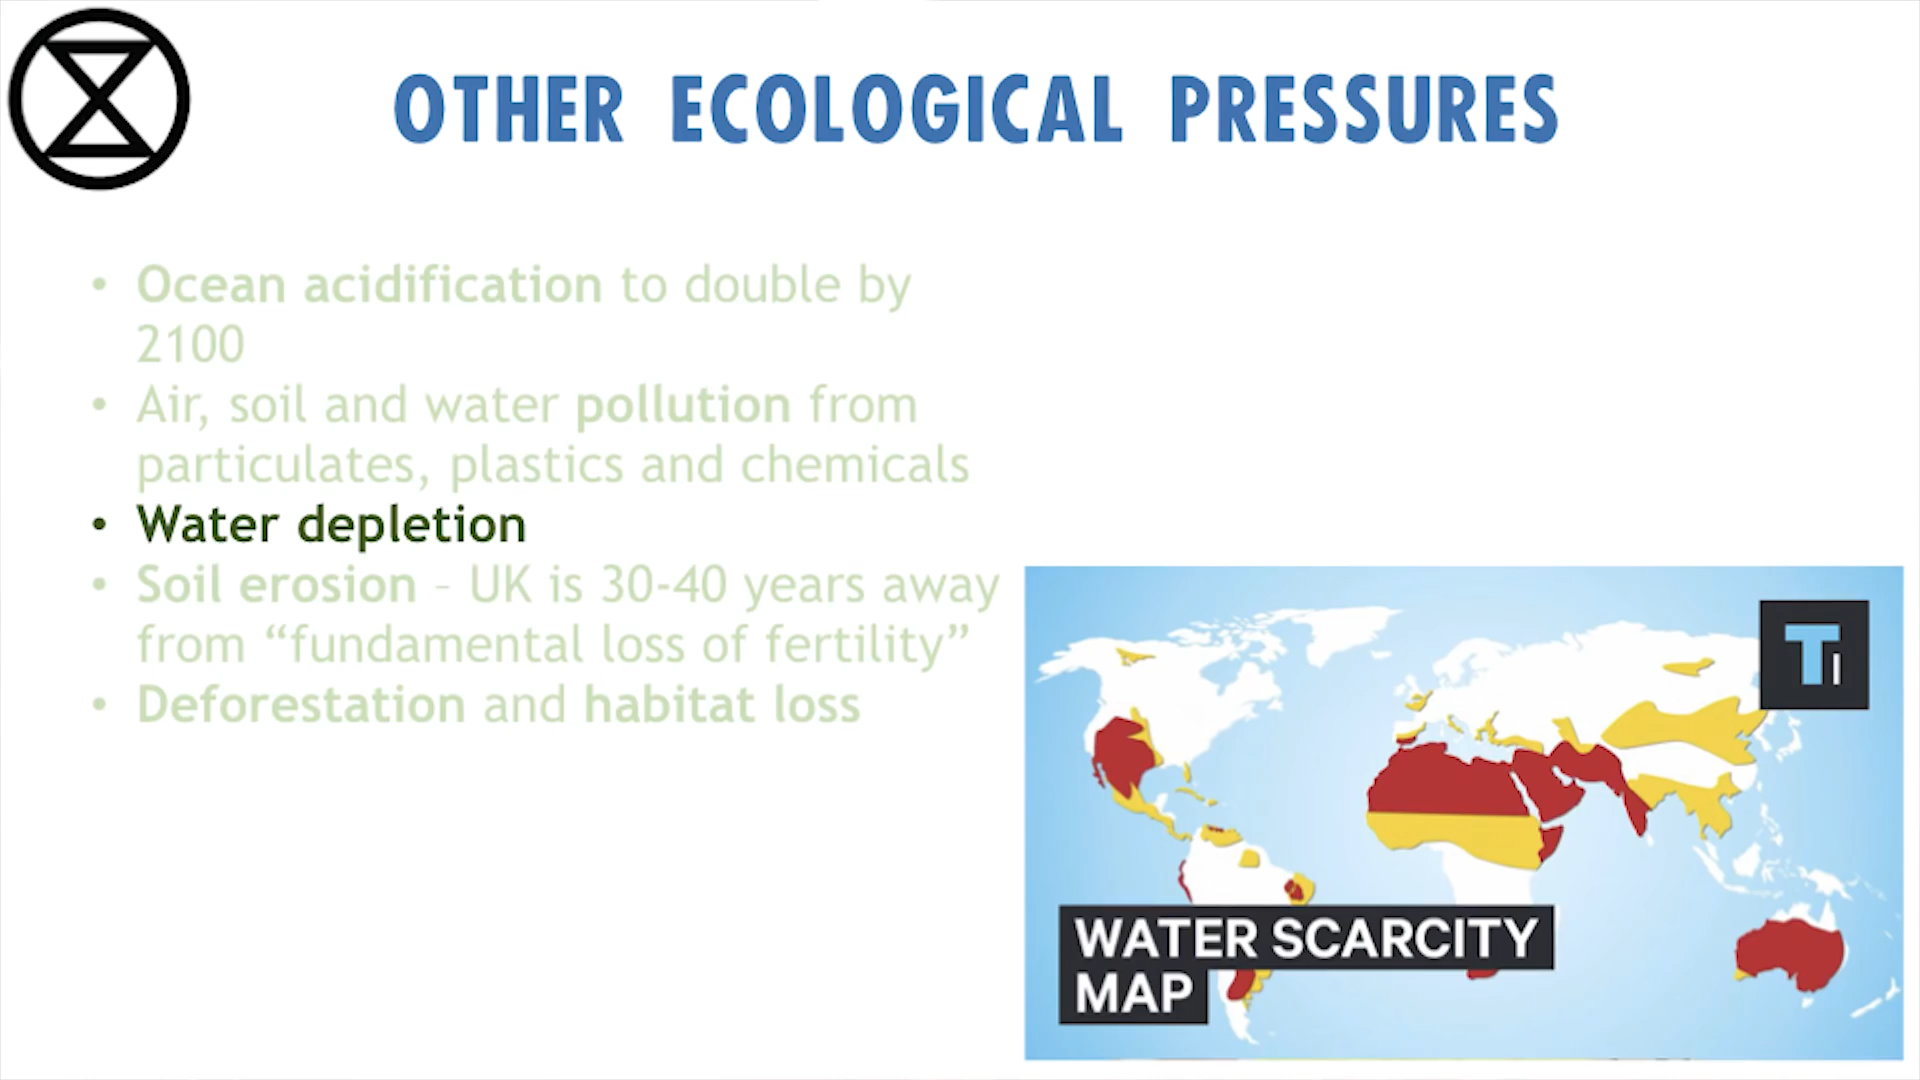 OTHER ECOLOGICAL PRESSURES
• Ocean acidification to double by
2100
• Air, soil and water pollution from
particulates, plastics and chemicals
• Water depletion
• Soil erosion – UK is 30-40 years away
from “fundamental loss of fertility”
• Deforestation and habitat loss
Ti
WATER SCARCITY
MAP